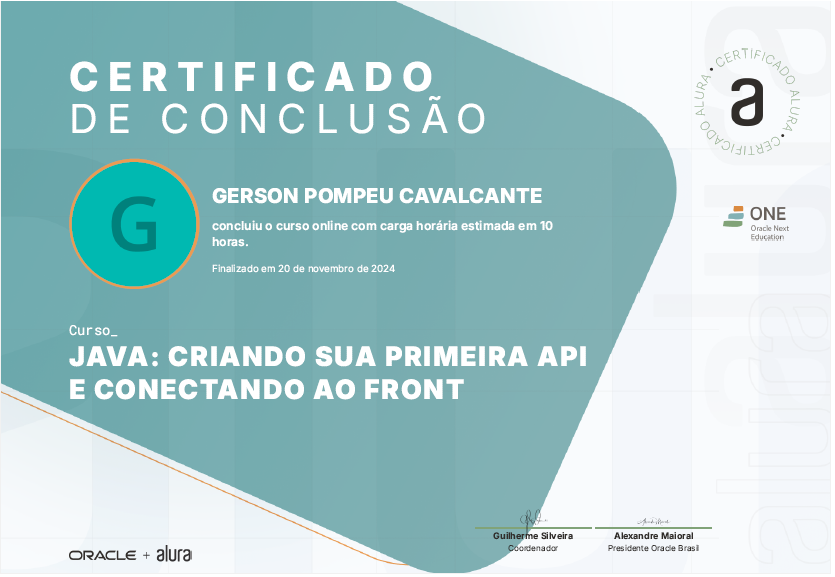 CERTIFICADO
DE CONCLUSÃO
CERTIFICADO ALURA • CERTIFICADO ALURA •
a
G
GERSON POMPEU CAVALCANTE
concluiu o curso online com carga horária estimada em 10
horas.
Finalizado em 20 de novembro de 2024
ONE
Oracle Next
Education
Curso_
JAVA: CRIANDO SUA PRIMEIRA API
E CONECTANDO AO FRONT
Guilherme Silveira
Coordenador
Alexandre Maioral
Presidente Oracle Brasil
ORACLE + alura
alura